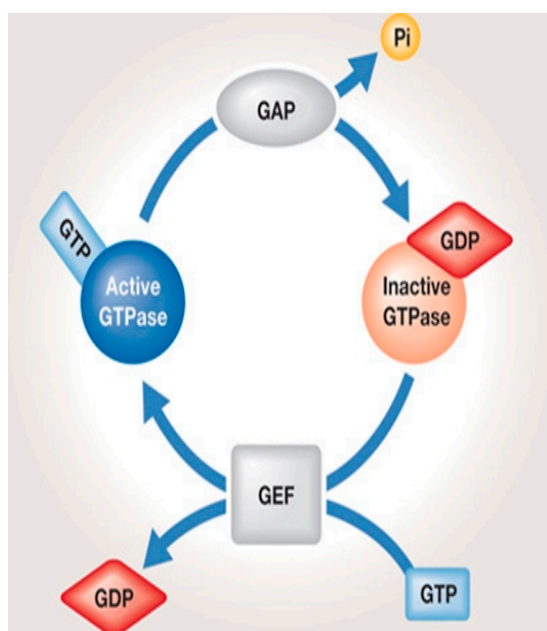 Pi
GAP
GTP
GDP
Active
GTPase
Inactive
GTPase
GEF
GDP
GTP